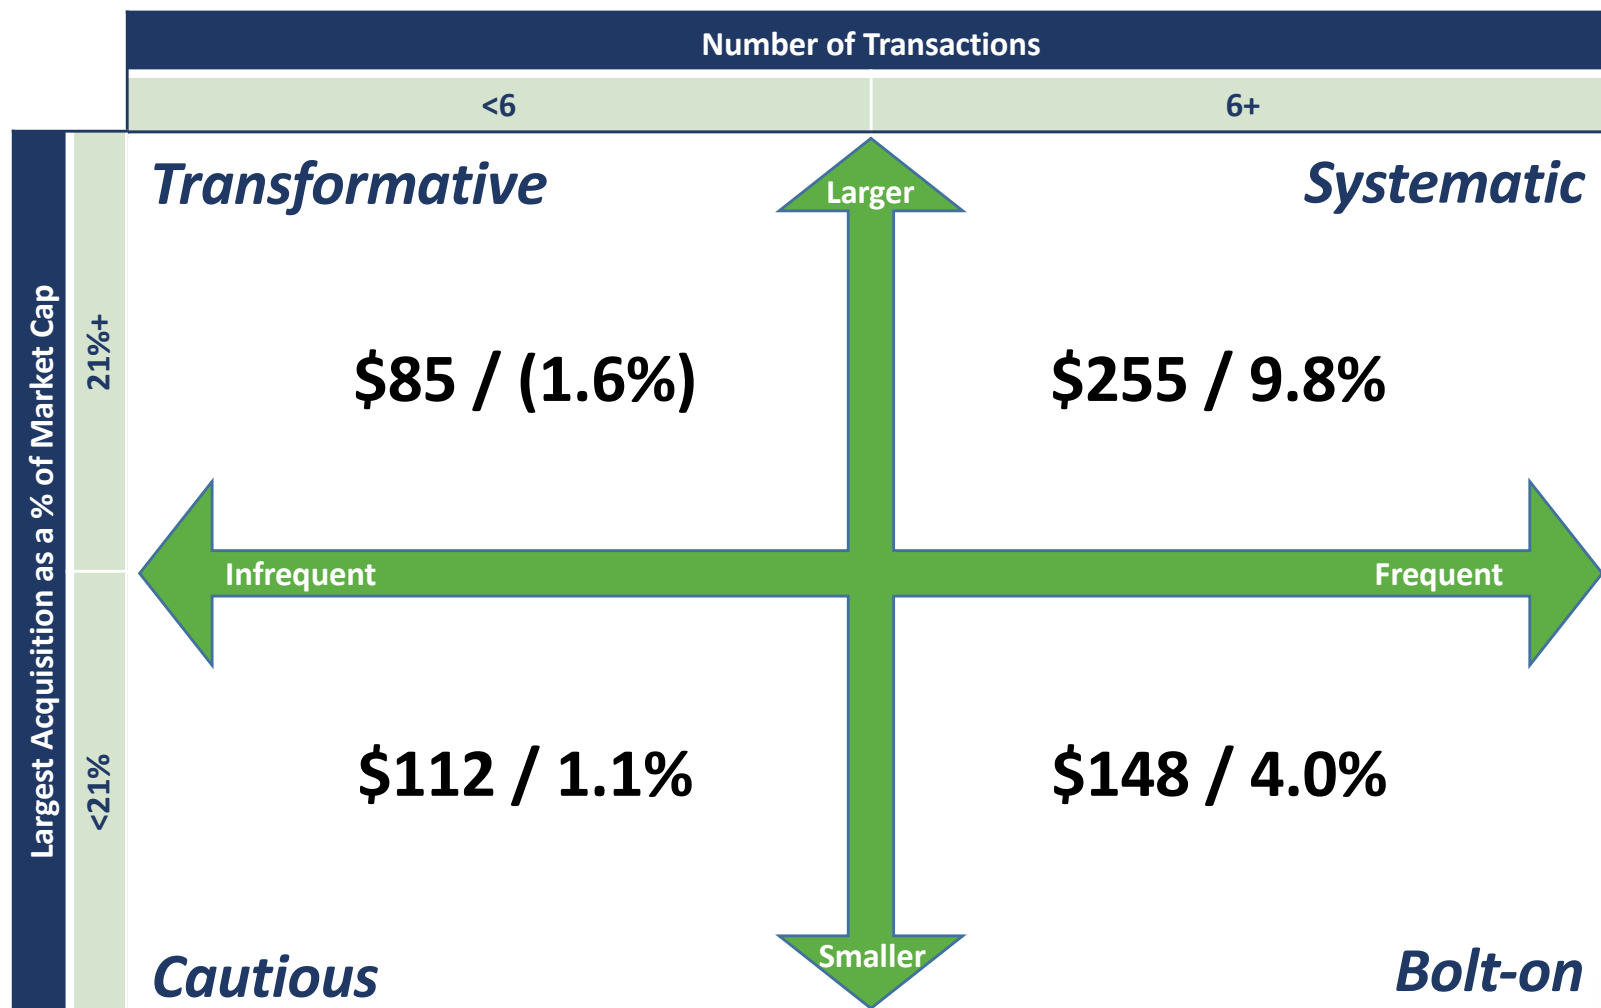 Number of Transactions
<6
6+
Largest Acquisition as a % of Market Cap
21%+
<21%
Transformative
Larger
Systematic
$85 / (1.6%)
$255 / 9.8%
Infrequent
Frequent
$112 / 1.1%
$148 / 4.0%
Cautious
Smaller
Bolt-on